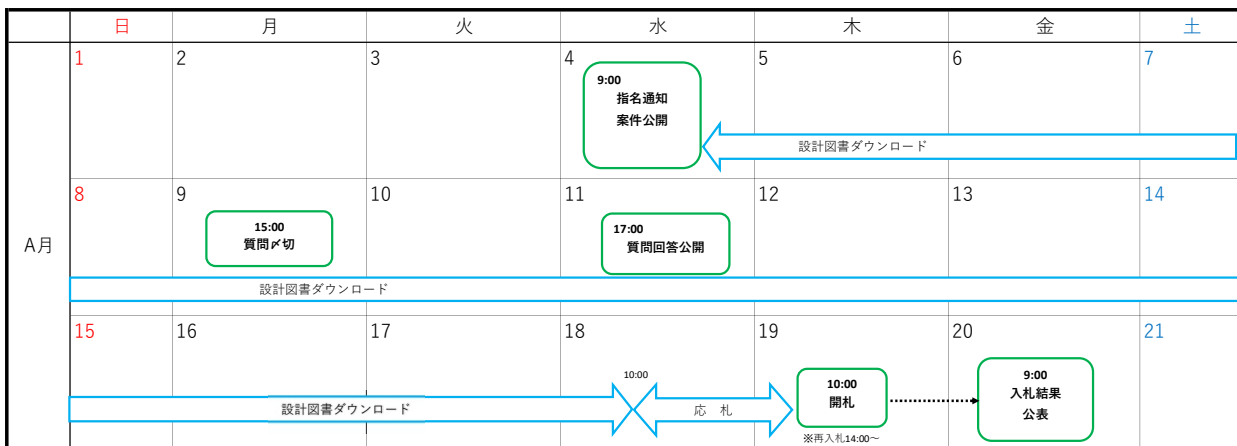 日 月 火 水 木 金 土
A月
1 2 3 4 5 6 7
9:00
指名通知
案件公開
設計図書ダウンロード
8 9 10 11 12 13 14
15:00
質問〆切
17:00
質問回答公開
設計図書ダウンロード
15 16 17 18 19 20 21
10:00
設計図書ダウンロード
応 札
10:00
開札
※再入札14:00～
9:00
入札結果
公表